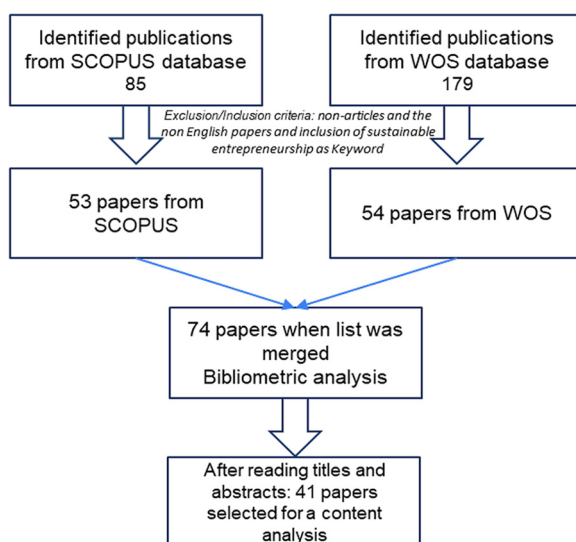 Identified publications
from SCOPUS database
85
Identified publications
from WOS database
179
Exclusion/Inclusion criteria: non-articles and the
non English papers and inclusion of sustainable
entrepreneurship as Keyword
53 papers from
SCOPUS
54 papers from WOS
74 papers when list was
merged
Bibliometric analysis
After reading titles and
abstracts: 41 papers
selected for a content
analysis